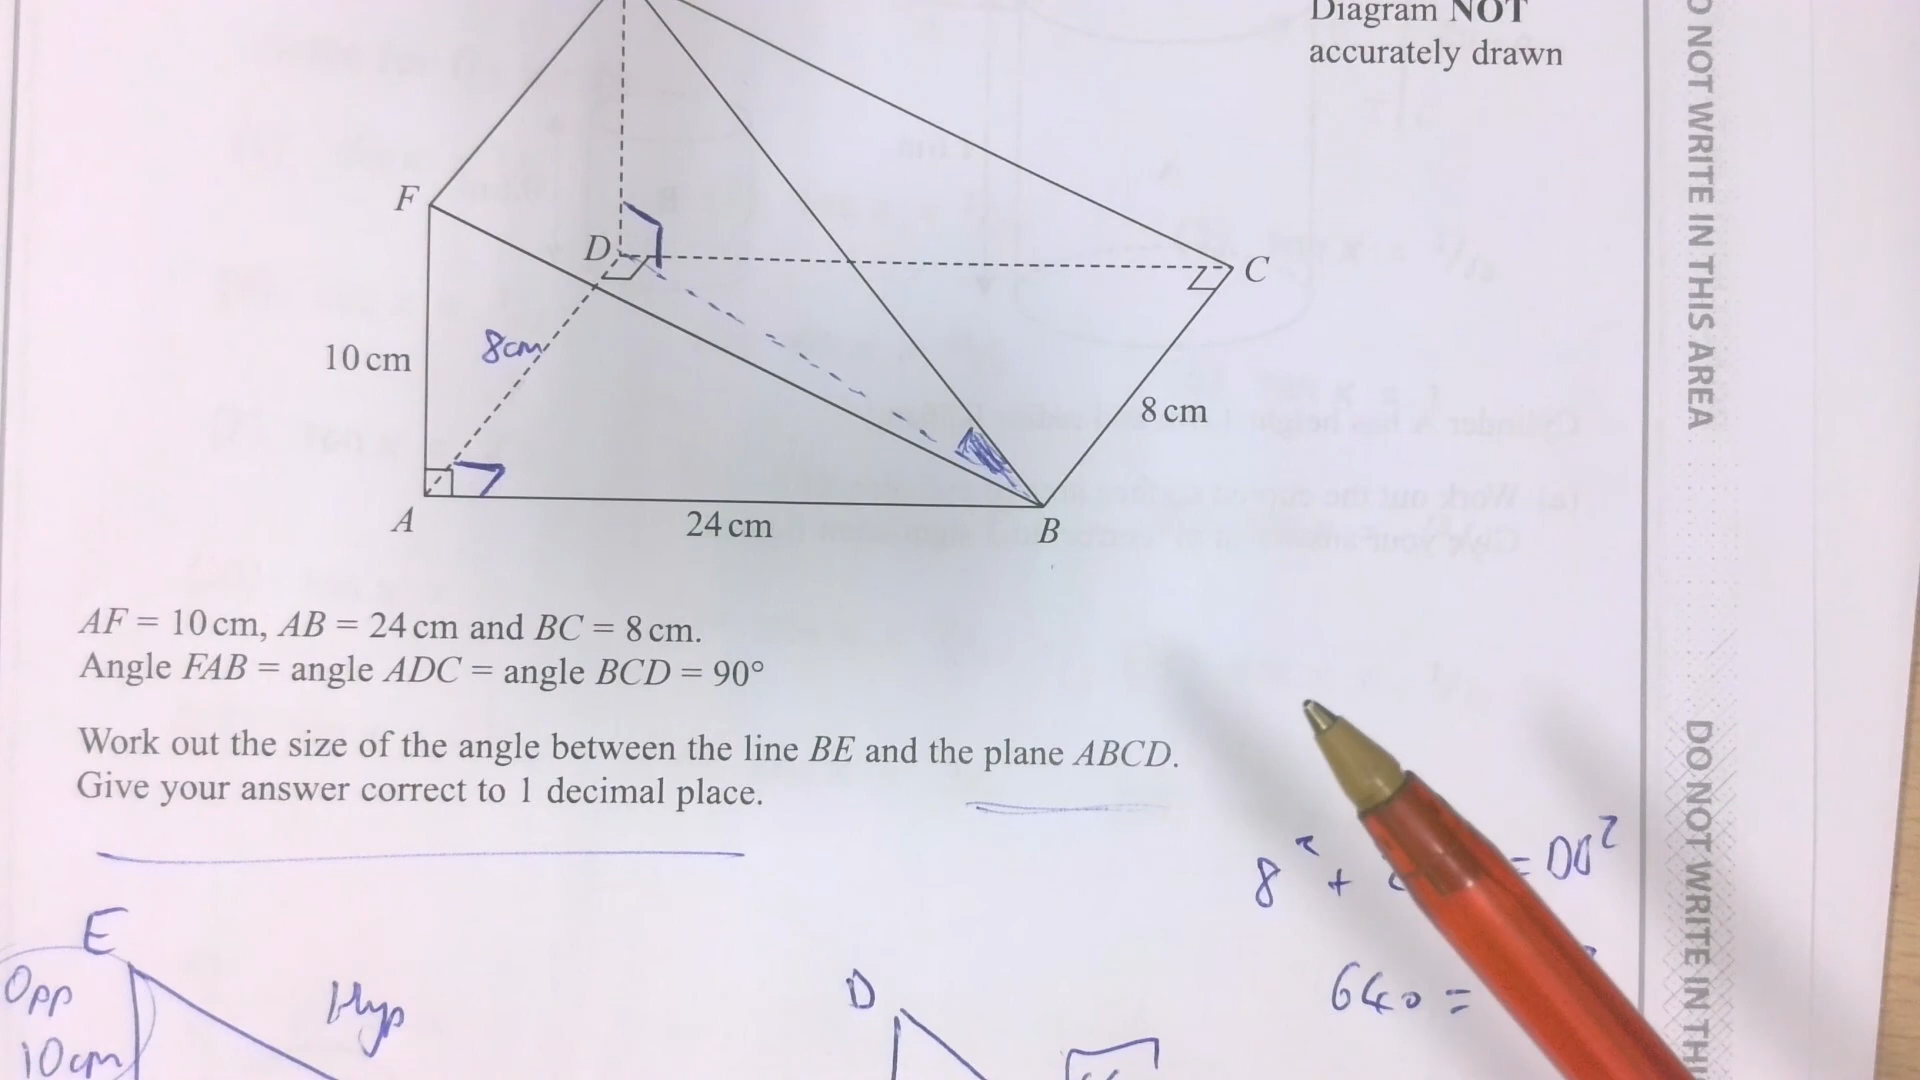 Diagram NOT
accurately drawn
F
D
C
10 cm
8cm
8 cm
A
24 cm
B
AF = 10 cm, AB = 24 cm and BC = 8 cm.
Angle FAB = angle ADC = angle BCD = 90°
Work out the size of the angle between the line BE and the plane ABCD.
Give your answer correct to 1 decimal place.
8² +
640 =
E
Opp
10cm
Hyp
D
O NOT WRITE IN THIS AREA
DO NOT WRITE IN THI